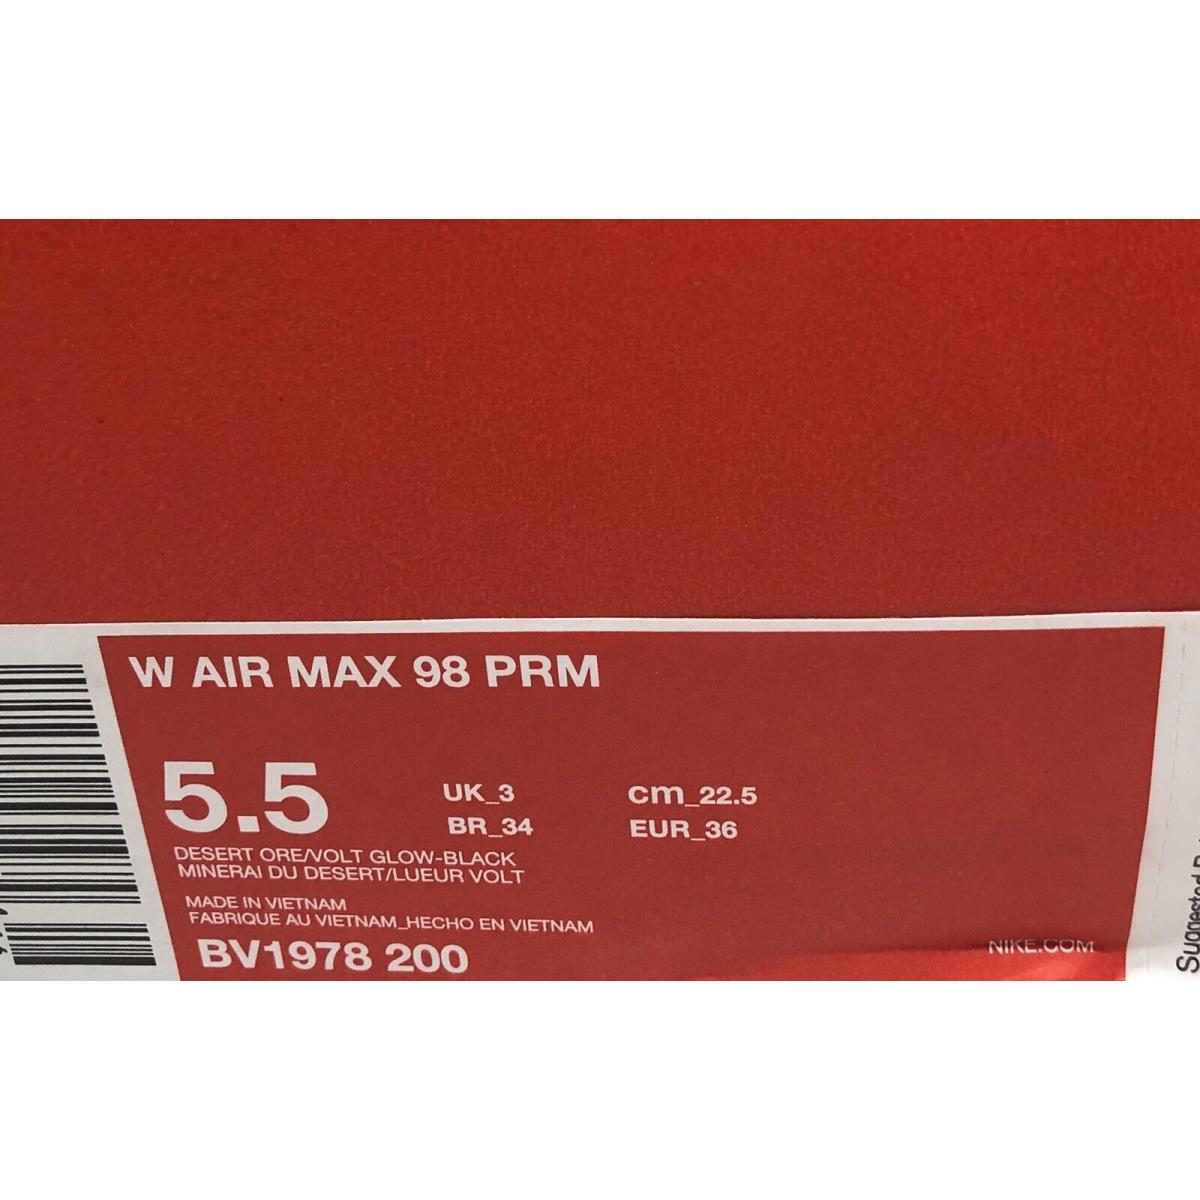 W AIR MAX 98 PRM
5.5
UK_3 cm_22.5
BR_34 EUR_36
DESERT ORE/VOLT GLOW-BLACK
MINERAI DU DESERT/LUEUR VOLT
MADE IN VIETNAM
FABRIQUE AU VIETNAM_HECHO EN VIETNAM
BV1978 200
NIKE.COM
Suggested